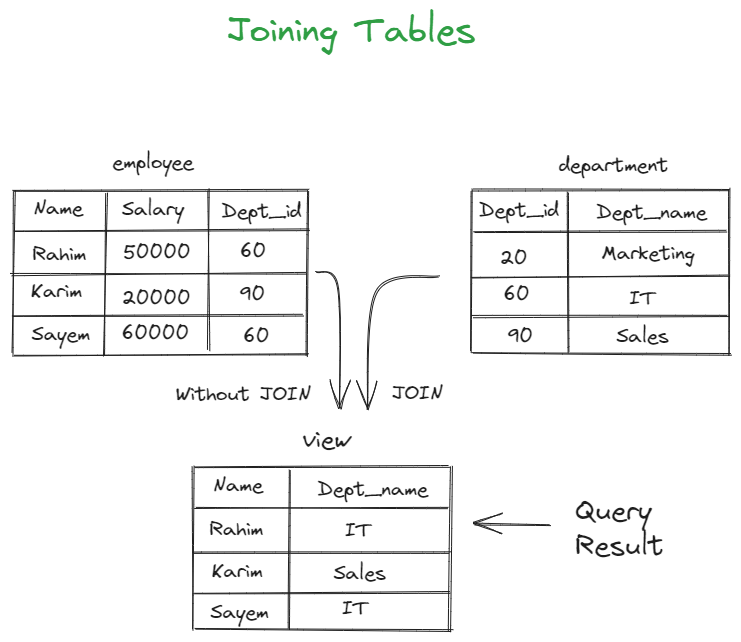 Joining Tables
employee
Name Salary Dept_id
Rahim 50000 60
Karim 20000 90
Sayem 60000 60
department
Dept_id Dept_name
20 Marketing
60 IT
90 Sales
Without JOIN
JOIN
view
Name Dept_name
Rahim IT
Karim Sales
Sayem IT
Query
Result